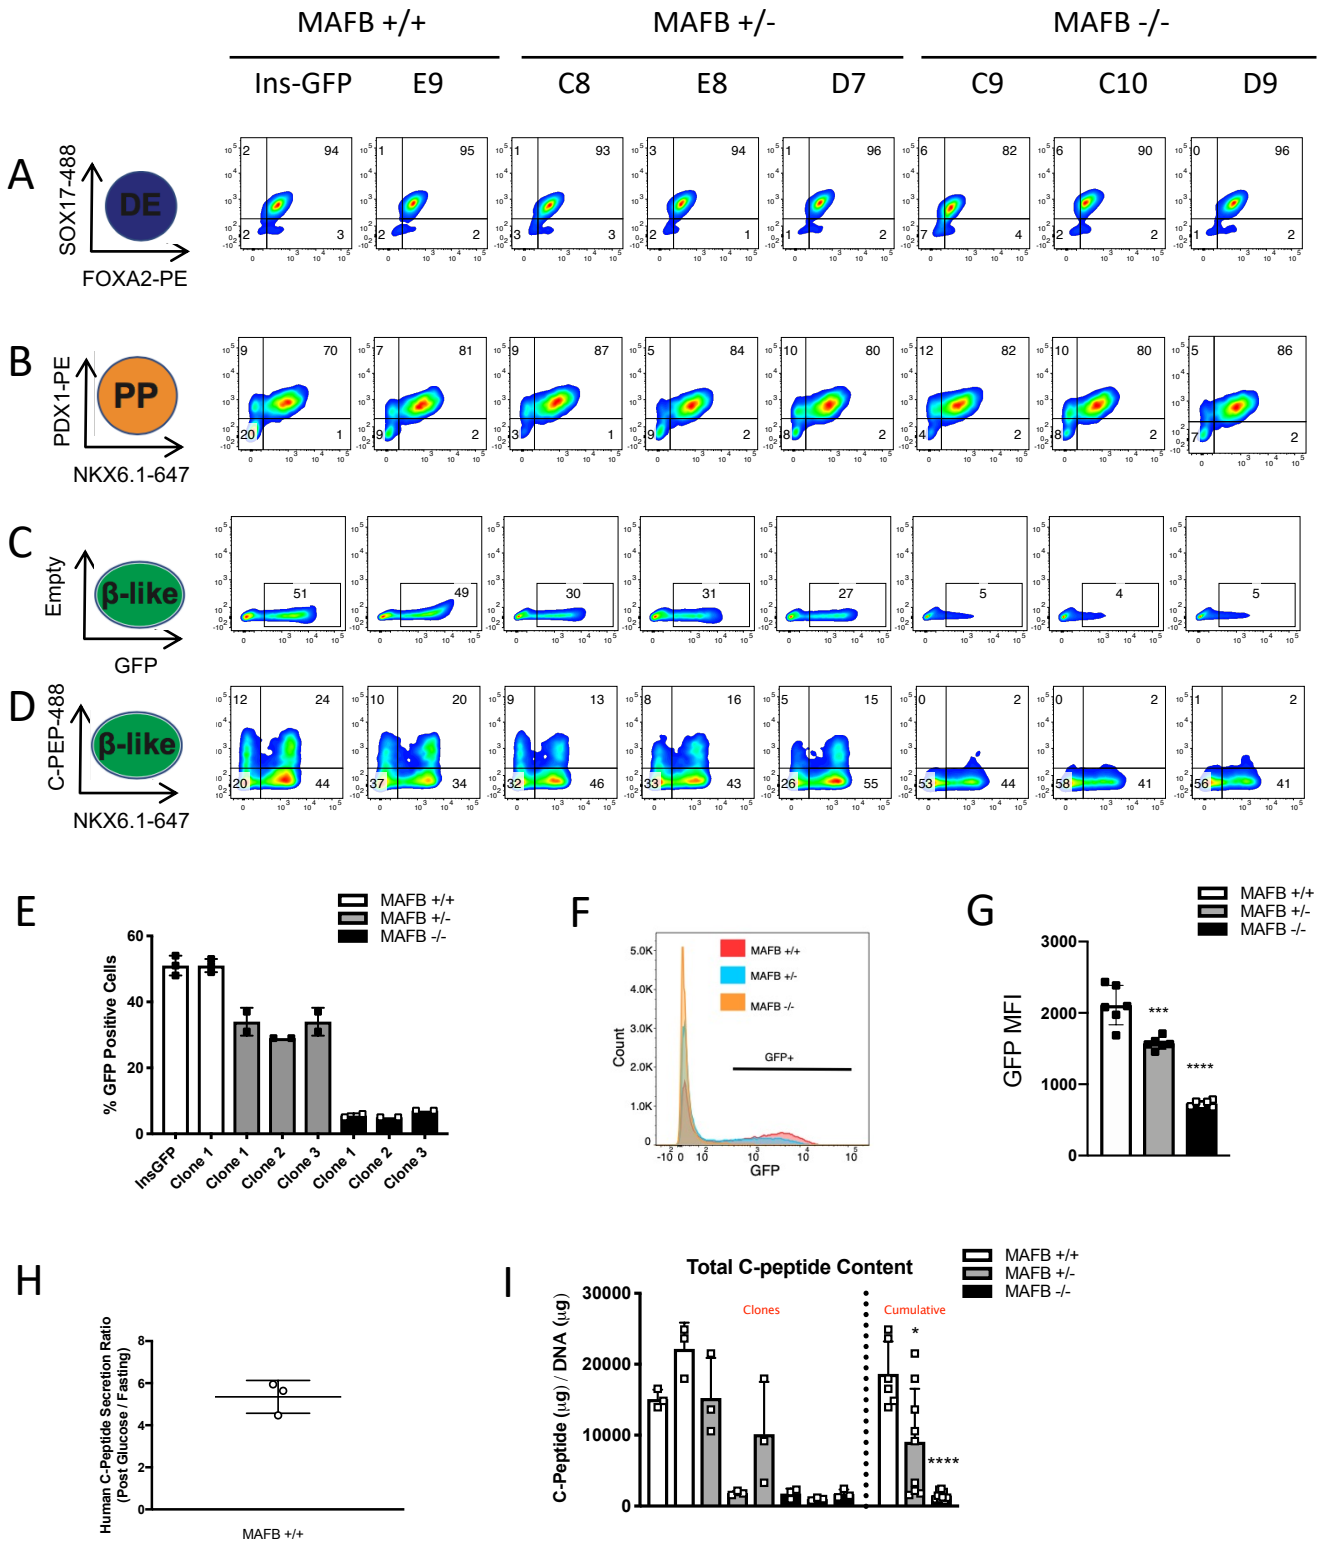 MAFB +/+ MAFB +/- MAFB -/-
Ins-GFP E9 C8 E8 D7 C9 C10 D9
A
SOX17-488
DE
FOXA2-PE
2 94 2 3
1 95 2 2
1 93 3 3
3 94 2 1
1 96 1 2
6 82 7 4
6 90 2 2
0 96 1 2
B
PDX1-PE
PP
NKX6.1-647
9 70 20 1
7 81 9 2
9 87 3 1
5 84 9 2
10 80 8 2
12 82 4 2
10 80 8 2
5 86 7 2
C
Empty
β-like
GFP
51 49 30 31 27 5 4 5
D
C-PEP-488
β-like
NKX6.1-647
12 24 20 44
10 20 37 34
9 13 32 46
8 16 33 43
5 15 26 55
0 2 53 44
0 2 58 41
1 2 56 41
E
MAFB +/+
MAFB +/-
MAFB -/-
% GFP Positive Cells
60
40
20
0
InsGFP Clone 1 Clone 1 Clone 2 Clone 3 Clone 1 Clone 2 Clone 3
F
Count
5.0K
4.0K
3.0K
2.0K
1.0K
0
MAFB +/+
MAFB +/-
MAFB -/-
GFP+
-10² 0 10² 10³ 10⁴ 10⁵
GFP
G
MAFB +/+
MAFB +/-
MAFB -/-
GFP MFI
3000
2000
1000
0
***
****
H
Human C-Peptide Secretion Ratio
(Post Glucose / Fasting)
8
6
4
2
0
MAFB +/+
I
Total C-peptide Content
MAFB +/+
MAFB +/-
MAFB -/-
C-Peptide (µg) / DNA (µg)
30000
20000
10000
0
Clones
Cumulative
*
****